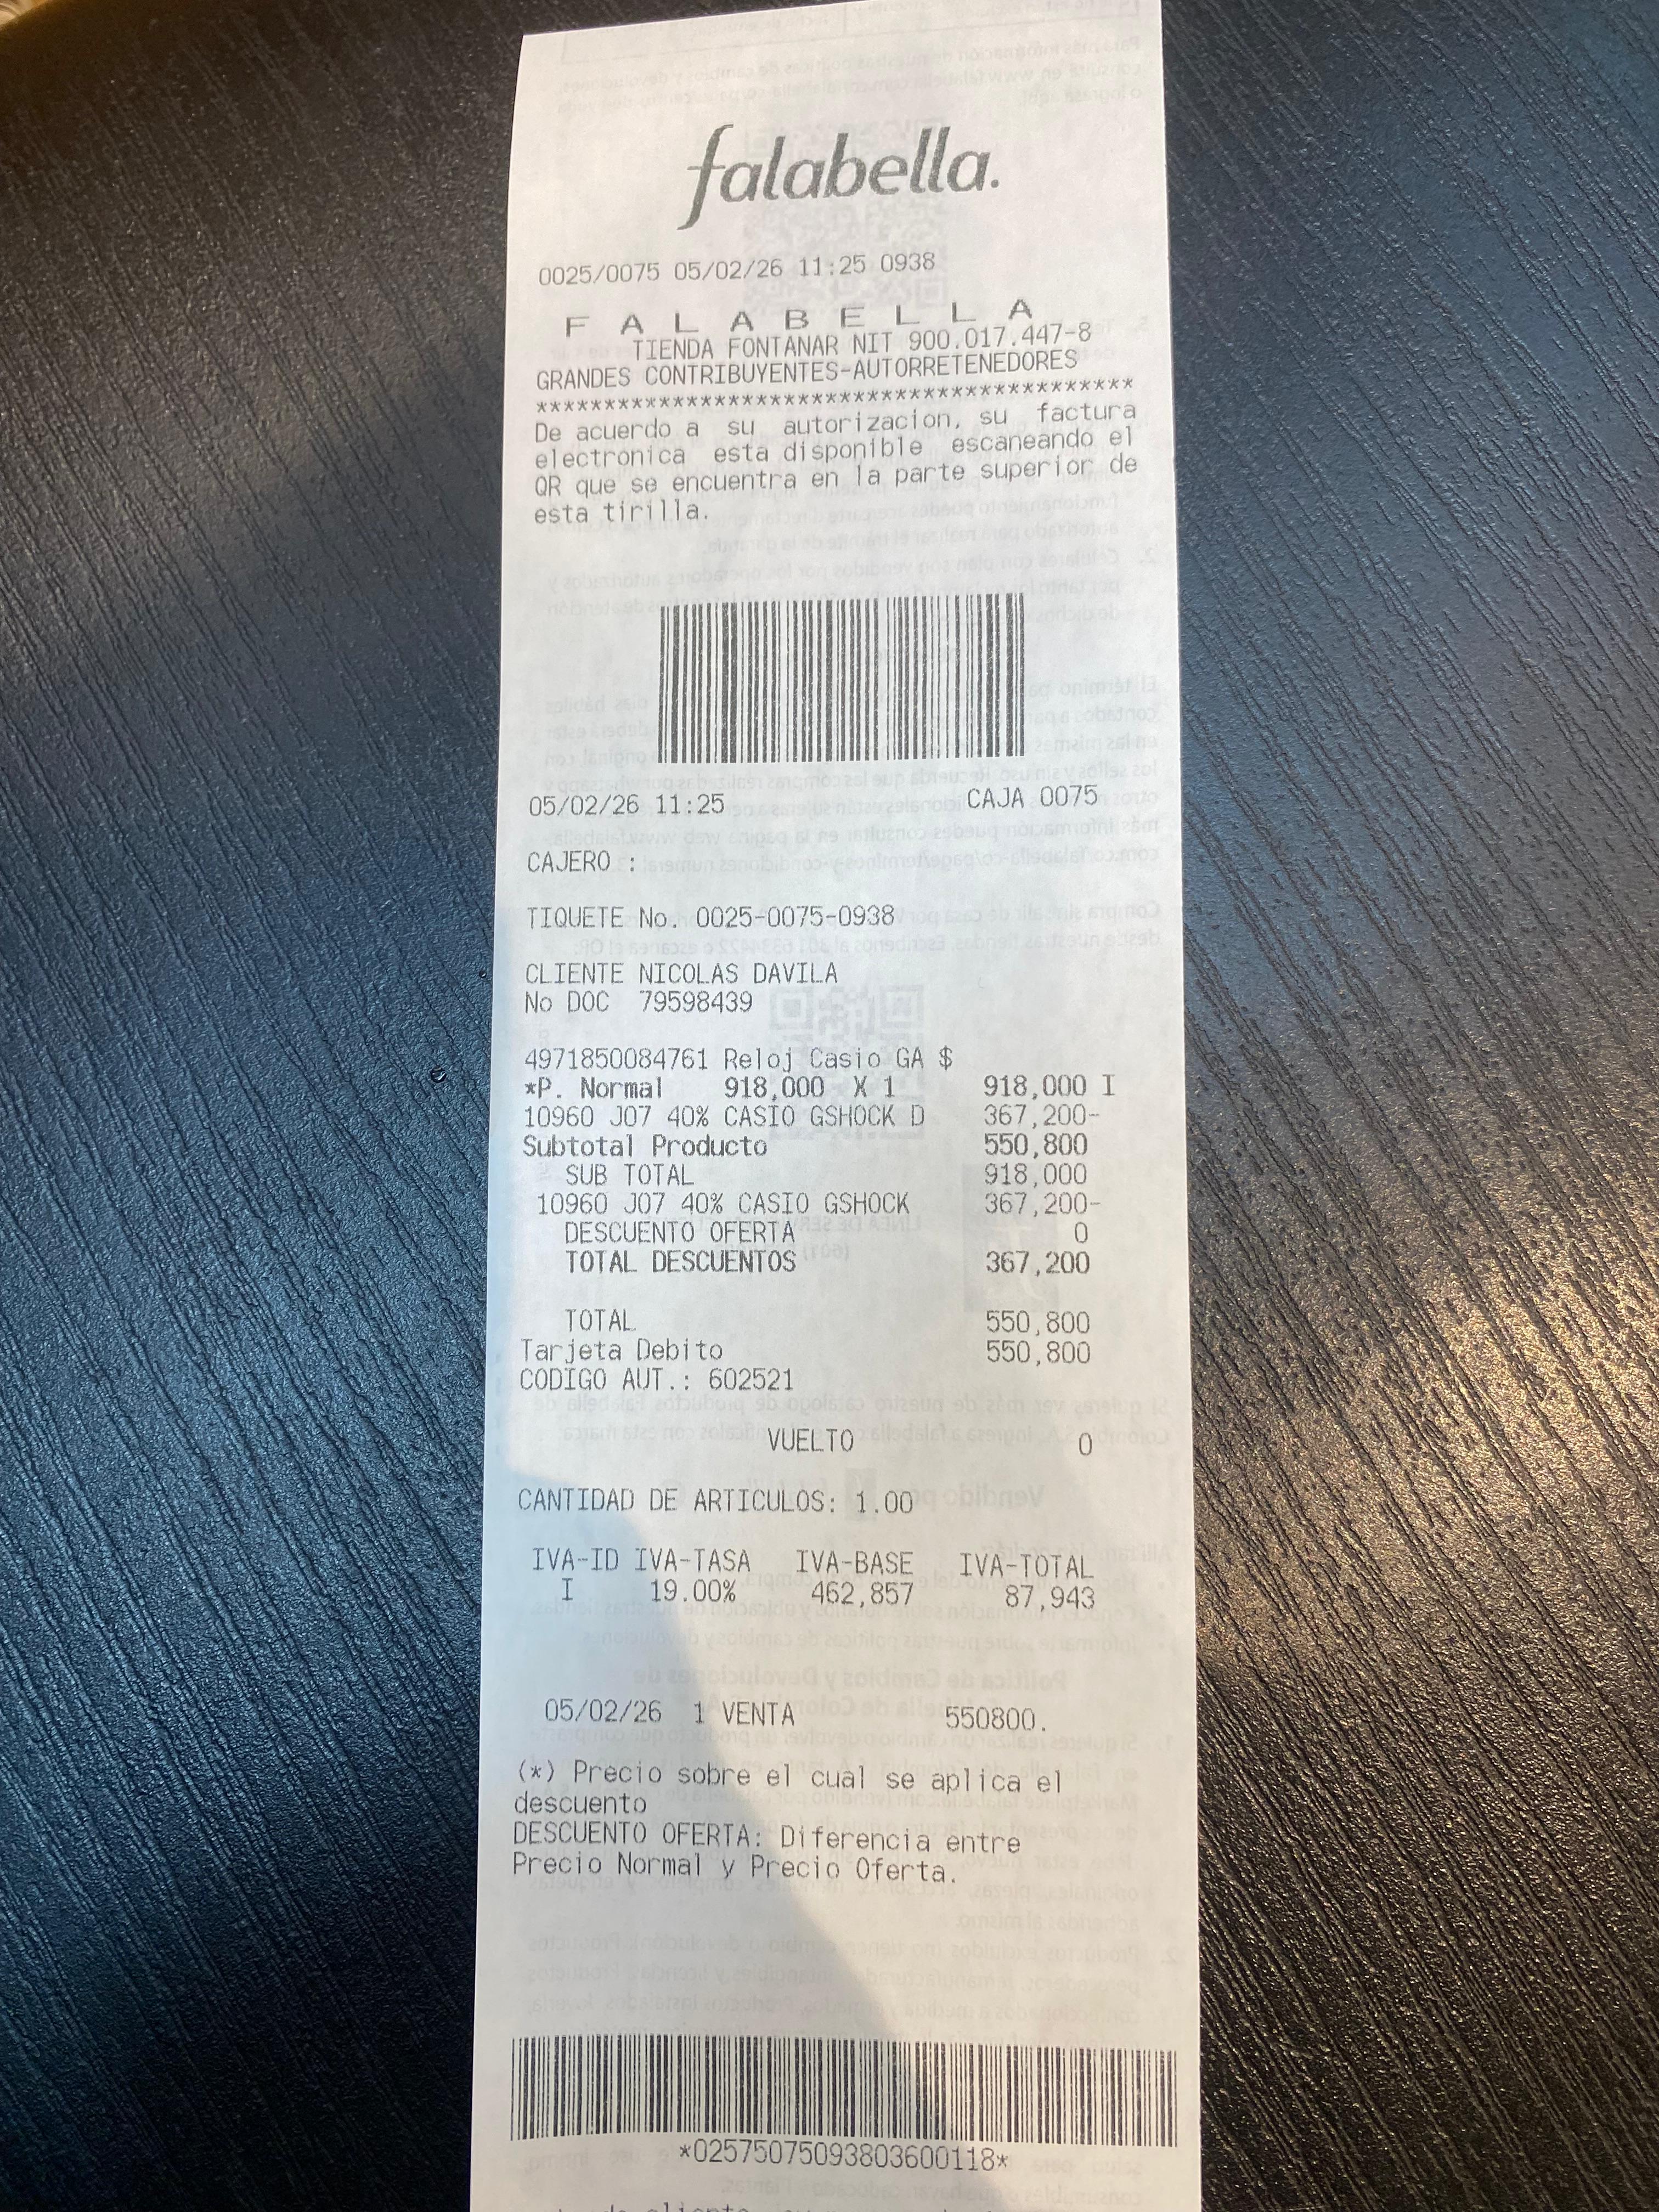 falabella.
0025/0075 05/02/26 11:25 0938
F A L A B E L L A
TIENDA FONTANAR NIT 900.017.447-8
GRANDES CONTRIBUYENTES-AUTORRETENEDORES
********************************************
De acuerdo a su autorizacion, su factura
electronica esta disponible escaneando el
QR que se encuentra en la parte superior de
esta tirilla.
05/02/26 11:25 CAJA 0075
CAJERO :
TIQUETE No. 0025-0075-0938
CLIENTE NICOLAS DAVILA
No DOC 79598439
4971850084761 Reloj Casio GA $
*P. Normal 918,000 X 1 918,000 I
10960 J07 40% CASIO GSHOCK D 367,200-
Subtotal Producto 550,800
SUB TOTAL 918,000
10960 J07 40% CASIO GSHOCK 367,200-
DESCUENTO OFERTA 0
TOTAL DESCUENTOS 367,200
TOTAL 550,800
Tarjeta Debito 550,800
CODIGO AUT.: 602521
VUELTO 0
CANTIDAD DE ARTICULOS: 1.00
IVA-ID IVA-TASA IVA-BASE IVA-TOTAL
I 19.00% 462,857 87,943
05/02/26 1 VENTA 550800.
(*) Precio sobre el cual se aplica el
descuento
DESCUENTO OFERTA: Diferencia entre
Precio Normal y Precio Oferta.
*02575075093803600118*